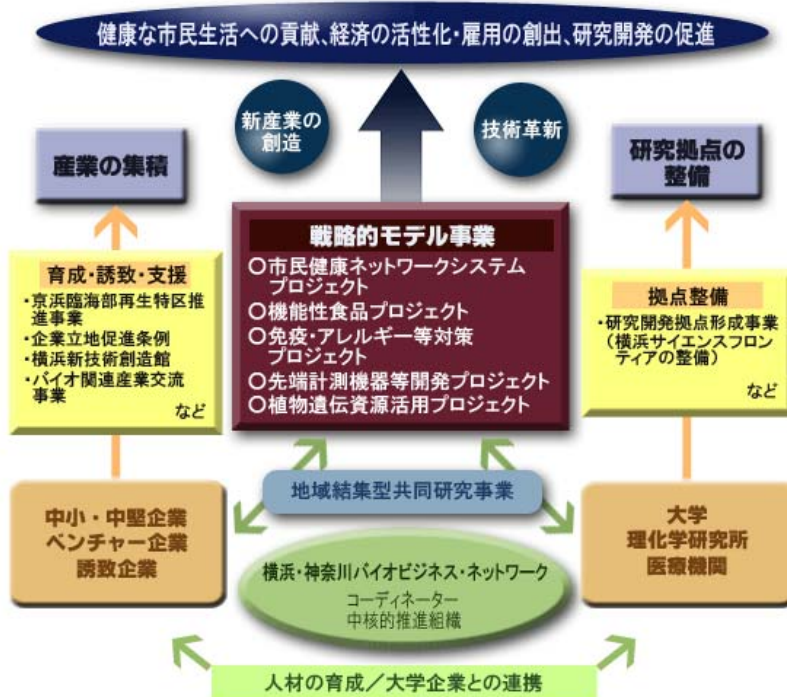 健康な市民生活への貢献、経済の活性化・雇用の創出、研究開発の促進
新産業の
創造
技術革新
産業の集積
研究拠点の
整備
戦略的モデル事業
○市民健康ネットワークシステム
プロジェクト
○機能性食品プロジェクト
○免疫・アレルギー等対策
プロジェクト
○先端計測機器等開発プロジェクト
○植物遺伝資源活用プロジェクト
育成・誘致・支援
・京浜臨海部再生特区推
進事業
・企業立地促進条例
・横浜新技術創造館
・バイオ関連産業交流
事業
など
拠点整備
・研究開発拠点形成事業
(横浜サイエンスフロン
ティアの整備)
など
地域結集型共同研究事業
中小・中堅企業
ベンチャー企業
誘致企業
大学
理化学研究所
医療機関
横浜・神奈川バイオビジネス・ネットワーク
コーディネーター
中核的推進組織
人材の育成/大学企業との連携